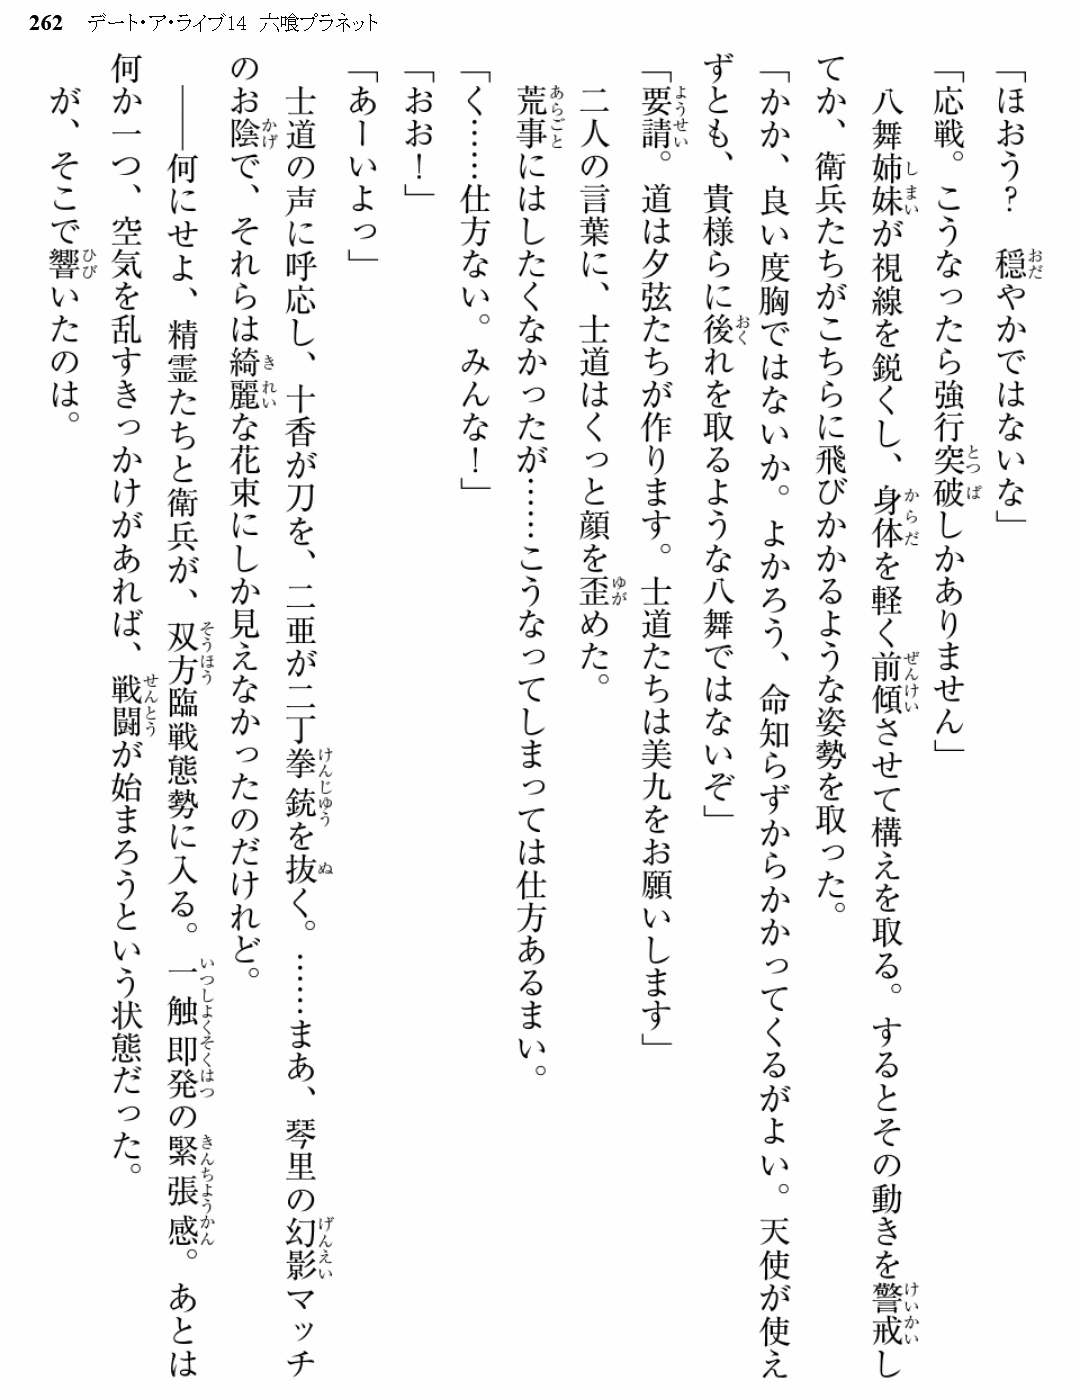 262 デート・ア・ライブ14 六喰プラネット
「ほおう？　穏やかではないな」
「応戦。こうなったら強行突破しかありません」
八舞姉妹が視線を鋭くし、身体を軽く前傾させて構えを取る。するとその動きを警戒し
てか、衛兵たちがこちらに飛びかかるような姿勢を取った。
「かか、良い度胸ではないか。よかろう、命知らずからかかってくるがよい。天使が使え
ずとも、貴様らに後れを取るような八舞ではないぞ」
「要請。道は夕弦たちが作ります。士道たちは美九をお願いします」
二人の言葉に、士道はくっと顔を歪めた。
荒事にはしたくなかったが……こうなってしまっては仕方あるまい。
「く……仕方ない。みんな！」
「おお！」
「あーいよっ」
士道の声に呼応し、十香が刀を、二亜が二丁拳銃を抜く。……まあ、琴里の幻影マッチ
のお陰で、それらは綺麗な花束にしか見えなかったのだけれど。
――何にせよ、精霊たちと衛兵が、双方臨戦態勢に入る。一触即発の緊張感。あとは
何か一つ、空気を乱すきっかけがあれば、戦闘が始まろうという状態だった。
が、そこで響いたのは。